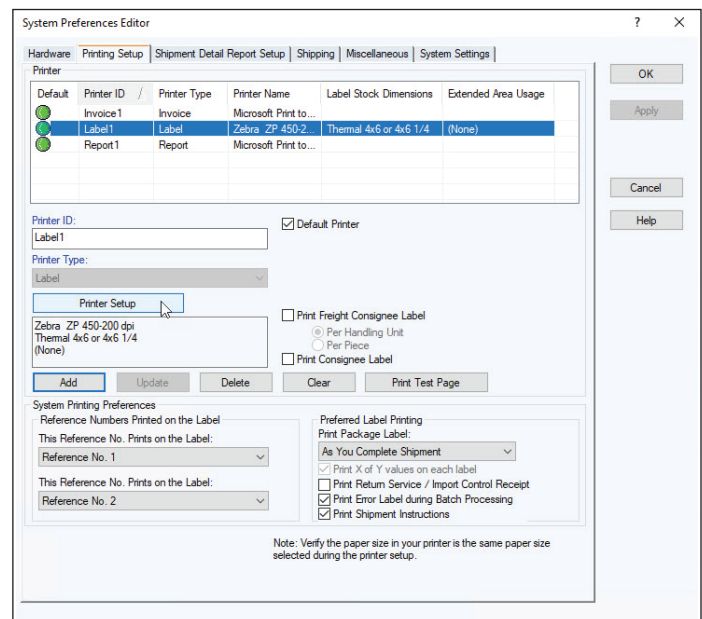 System Preferences Editor
? ×
Hardware Printing Setup Shipment Detail Report Setup Shipping Miscellaneous System Settings
Printer
Default Printer ID / Printer Type Printer Name Label Stock Dimensions Extended Area Usage
Invoice1 Invoice Microsoft Print to...
Label1 Label Zebra ZP 450-2... Thermal 4x6 or 4x6 1/4 (None)
Report1 Report Microsoft Print to...
OK
Apply
Cancel
Help
Printer ID:
Label1
Default Printer
Printer Type:
Label
Printer Setup
Zebra ZP 450-200 dpi
Thermal 4x6 or 4x6 1/4
(None)
Print Freight Consignee Label
Per Handling Unit
Per Piece
Print Consignee Label
Add Update Delete Clear Print Test Page
System Printing Preferences
Reference Numbers Printed on the Label
This Reference No. Prints on the Label:
Reference No. 1
This Reference No. Prints on the Label:
Reference No. 2
Preferred Label Printing
Print Package Label:
As You Complete Shipment
Print X of Y values on each label
Print Return Service / Import Control Receipt
Print Error Label during Batch Processing
Print Shipment Instructions
Note: Verify the paper size in your printer is the same paper size
selected during the printer setup.